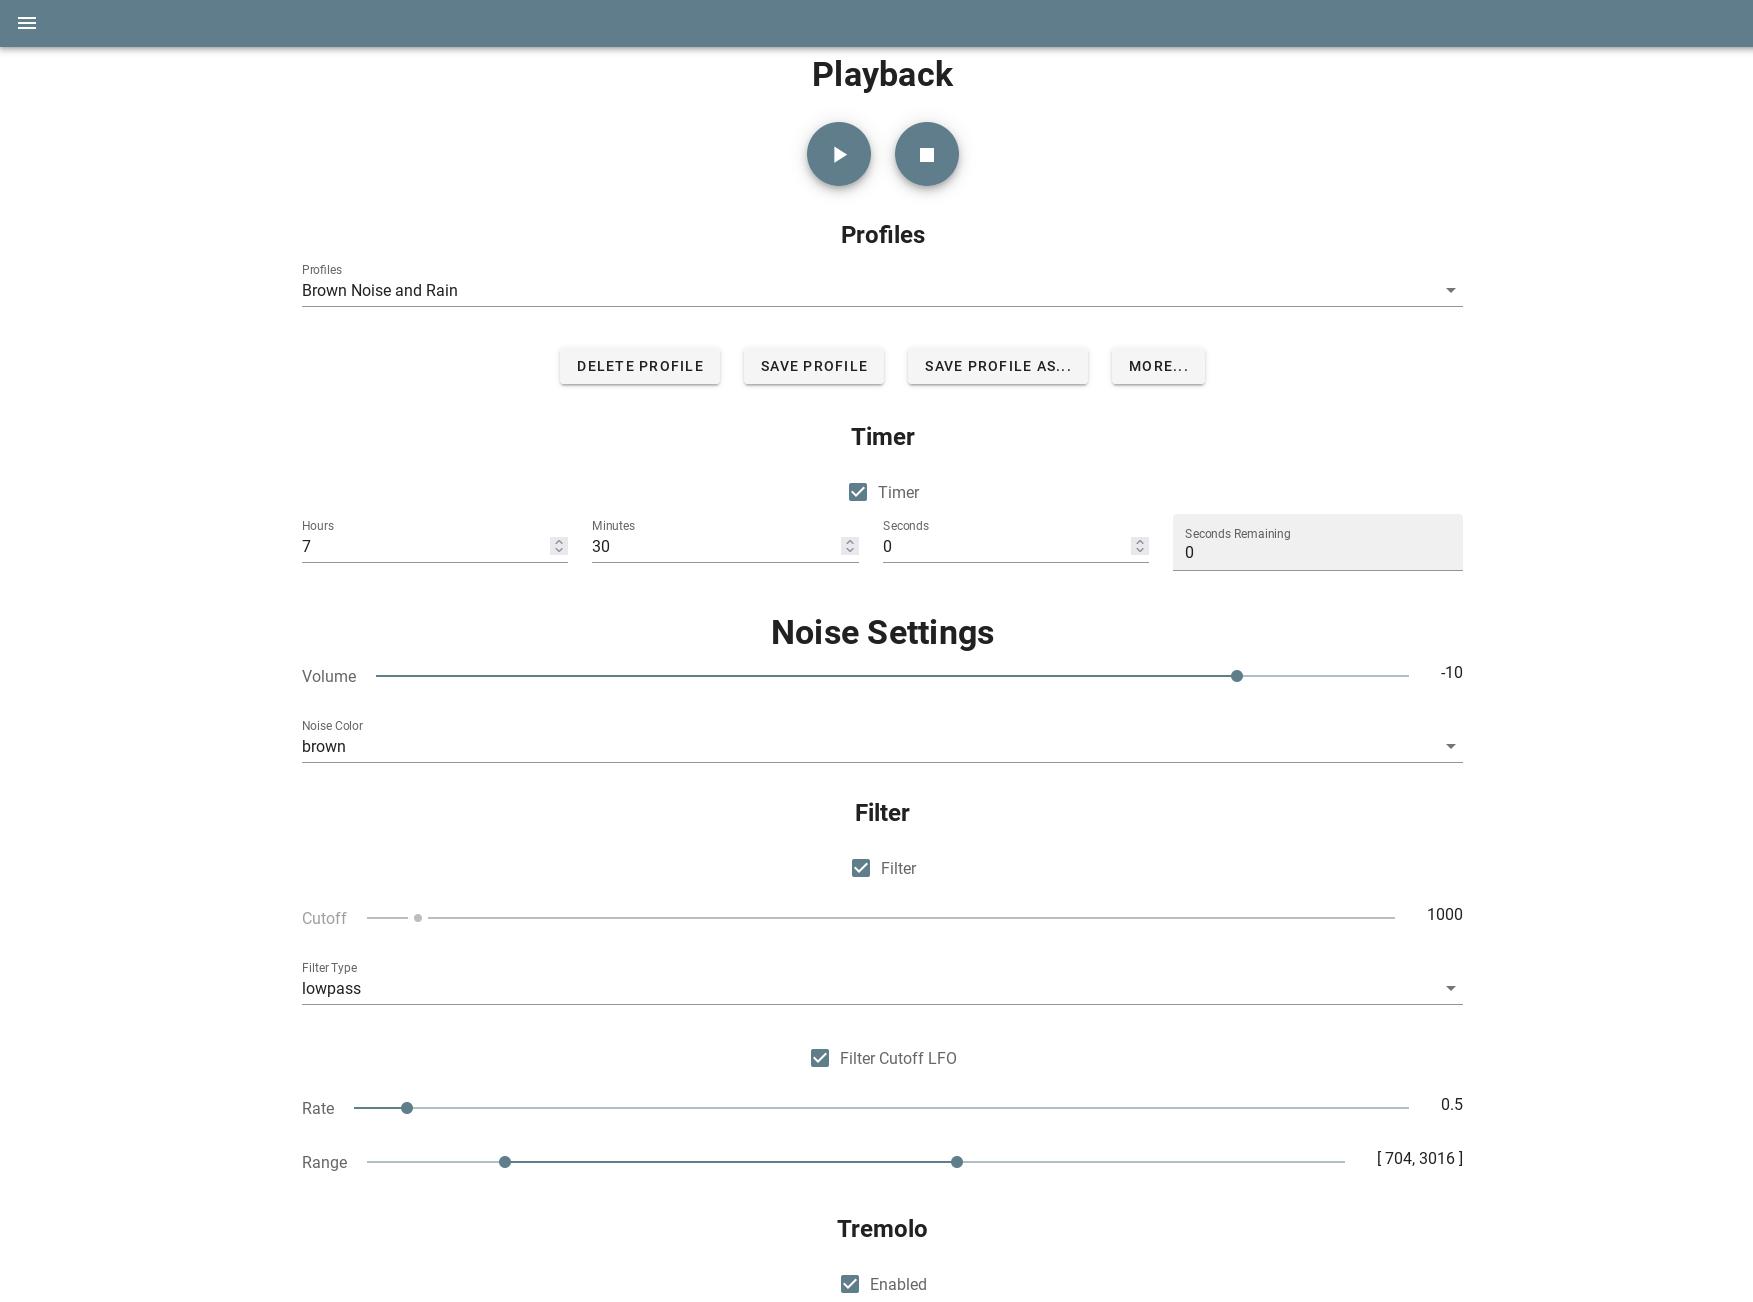 Playback
Profiles
Profiles
Brown Noise and Rain
DELETE PROFILE SAVE PROFILE SAVE PROFILE AS... MORE...
Timer
Timer
Hours Minutes Seconds Seconds Remaining
7 30 0 0
Noise Settings
Volume -10
Noise Color
brown
Filter
Filter
Cutoff 1000
Filter Type
lowpass
Filter Cutoff LFO
Rate 0.5
Range [ 704, 3016 ]
Tremolo
Enabled